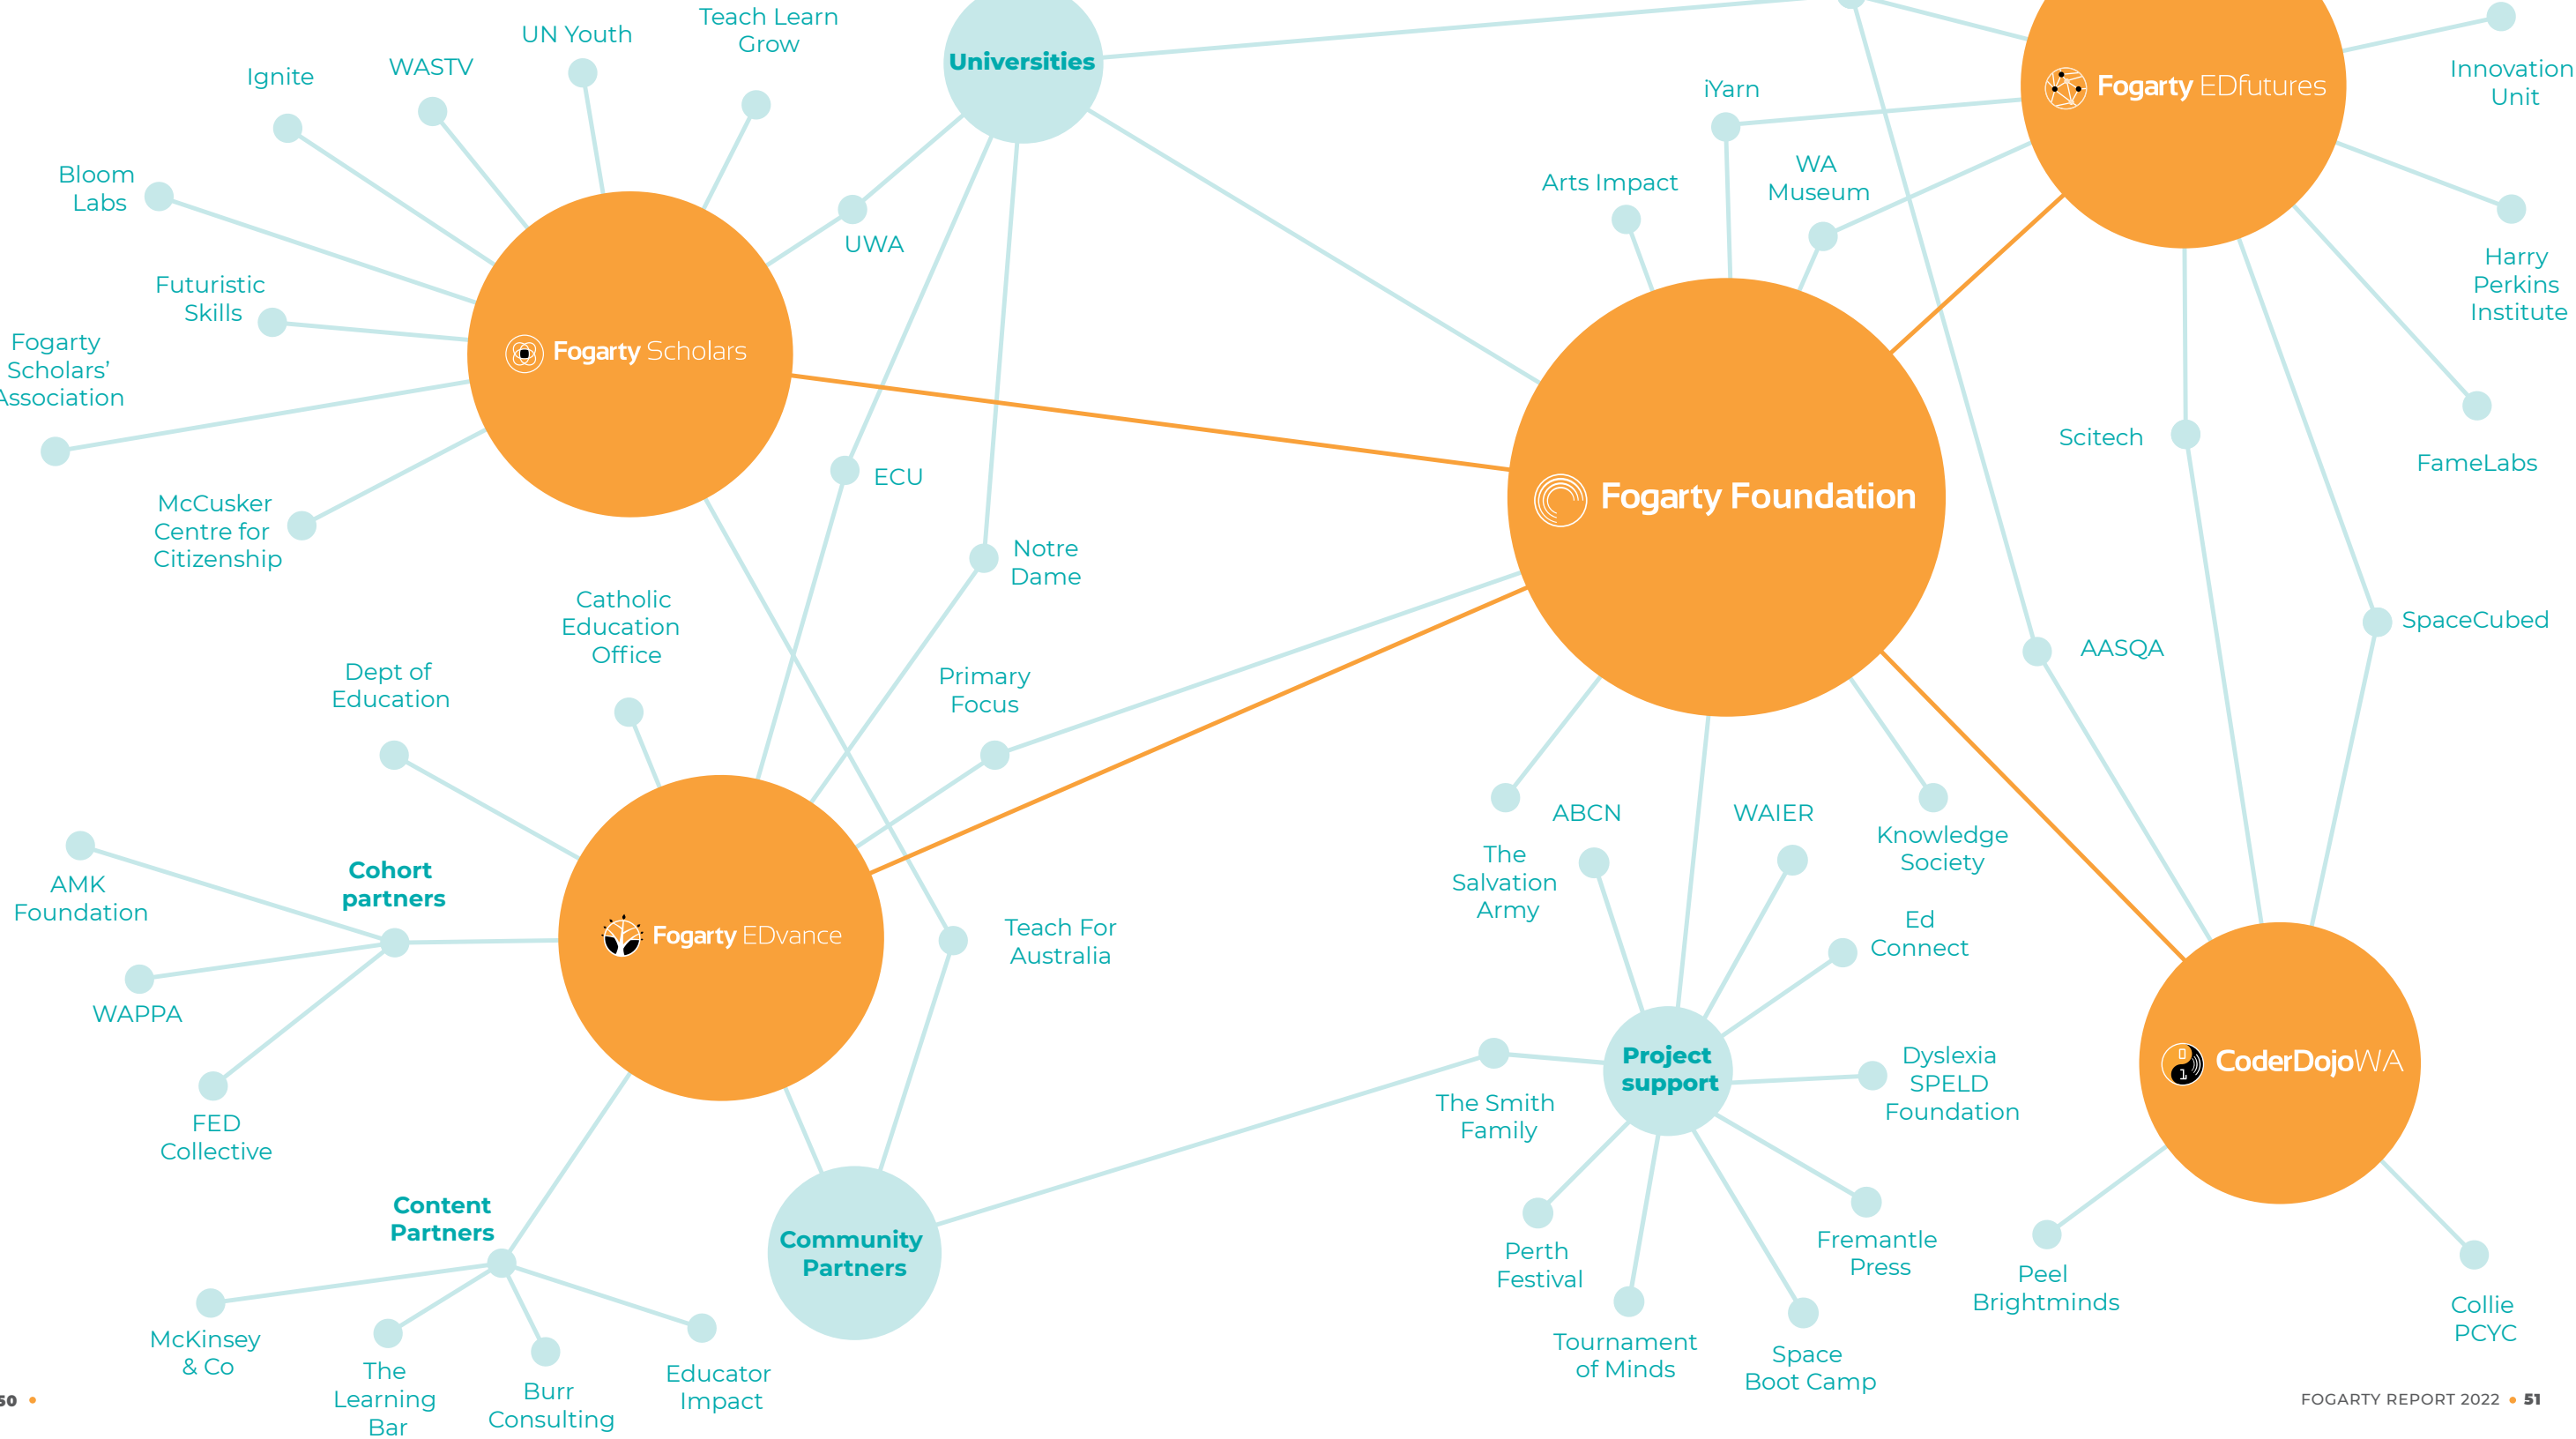 Teach Learn
Grow
UN Youth
WASTV
Ignite
Universities
Bloom
Labs
UWA
Futuristic
Skills
Fogarty
Scholars’
Association
Fogarty Scholars
McCusker
Centre for
Citizenship
ECU
Notre
Dame
iYarn
Arts Impact
WA
Museum
Fogarty EDfutures
Innovation
Unit
Harry
Perkins
Institute
FameLabs
Scitech
SpaceCubed
AASQA
Fogarty Foundation
Catholic
Education
Office
Dept of
Education
Primary
Focus
AMK
Foundation
Cohort
partners
WAPPA
FED
Collective
Fogarty EDvance
Teach For
Australia
Content
Partners
Community
Partners
McKinsey
& Co
The
Learning
Bar
Burr
Consulting
Educator
Impact
The
Salvation
Army
ABCN
WAIER
Knowledge
Society
Ed
Connect
Project
support
Dyslexia
SPELD
Foundation
The Smith
Family
Perth
Festival
Tournament
of Minds
Space
Boot Camp
Fremantle
Press
CoderDojoWA
Peel
Brightminds
Collie
PCYC
50 •
FOGARTY REPORT 2022 • 51